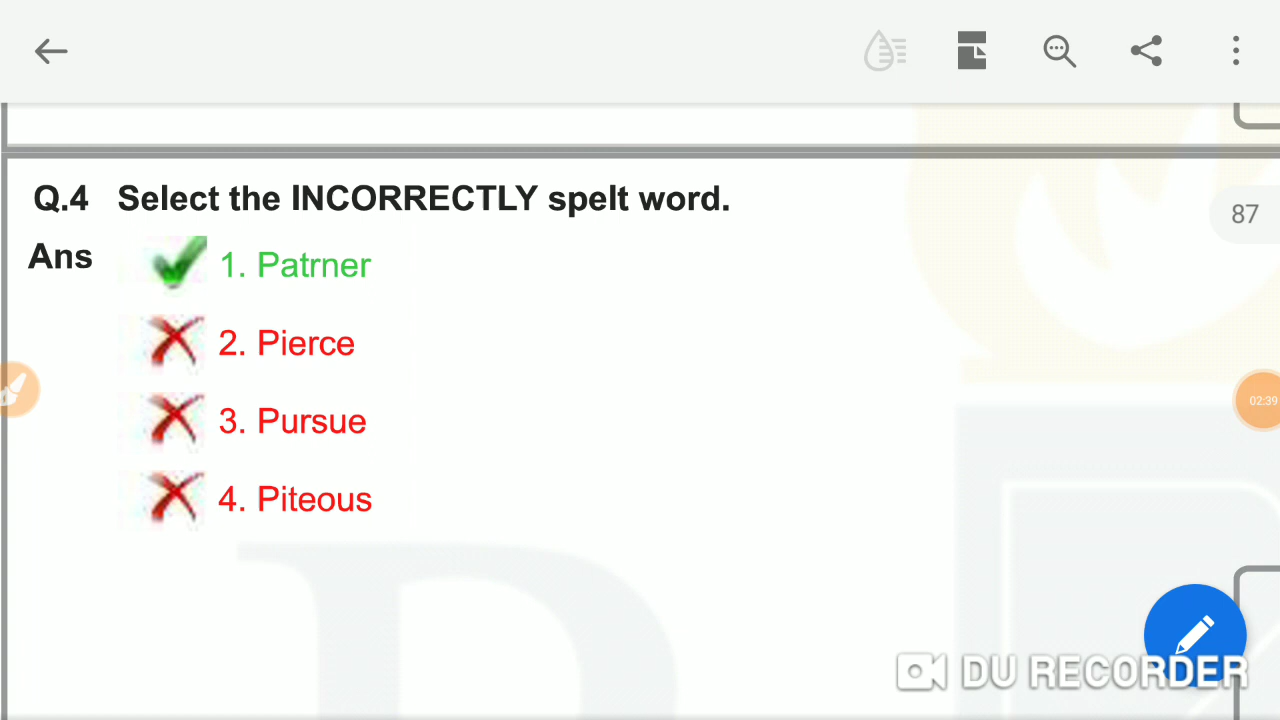 Q.4 Select the INCORRECTLY spelt word.
87
Ans 1. Patrner
2. Pierce
3. Pursue
02:39
4. Piteous
DU RECORDER